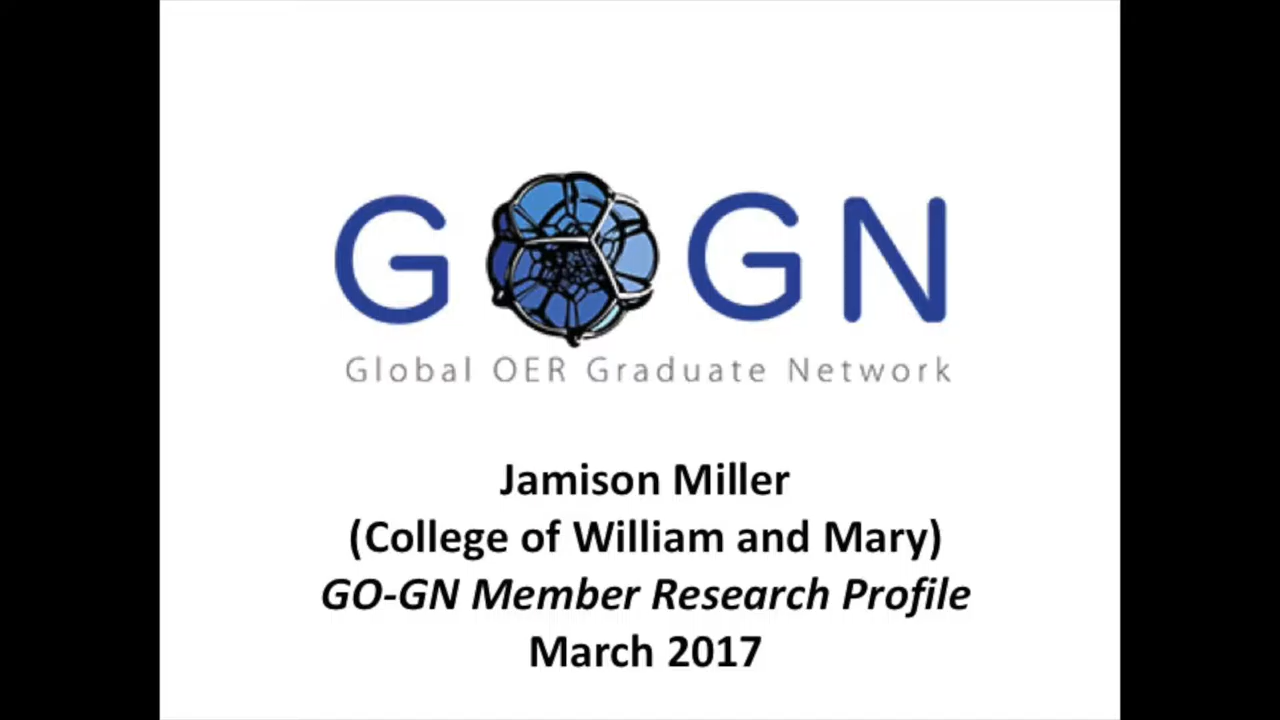 GOGN
Global OER Graduate Network
Jamison Miller
(College of William and Mary)
GO-GN Member Research Profile
March 2017